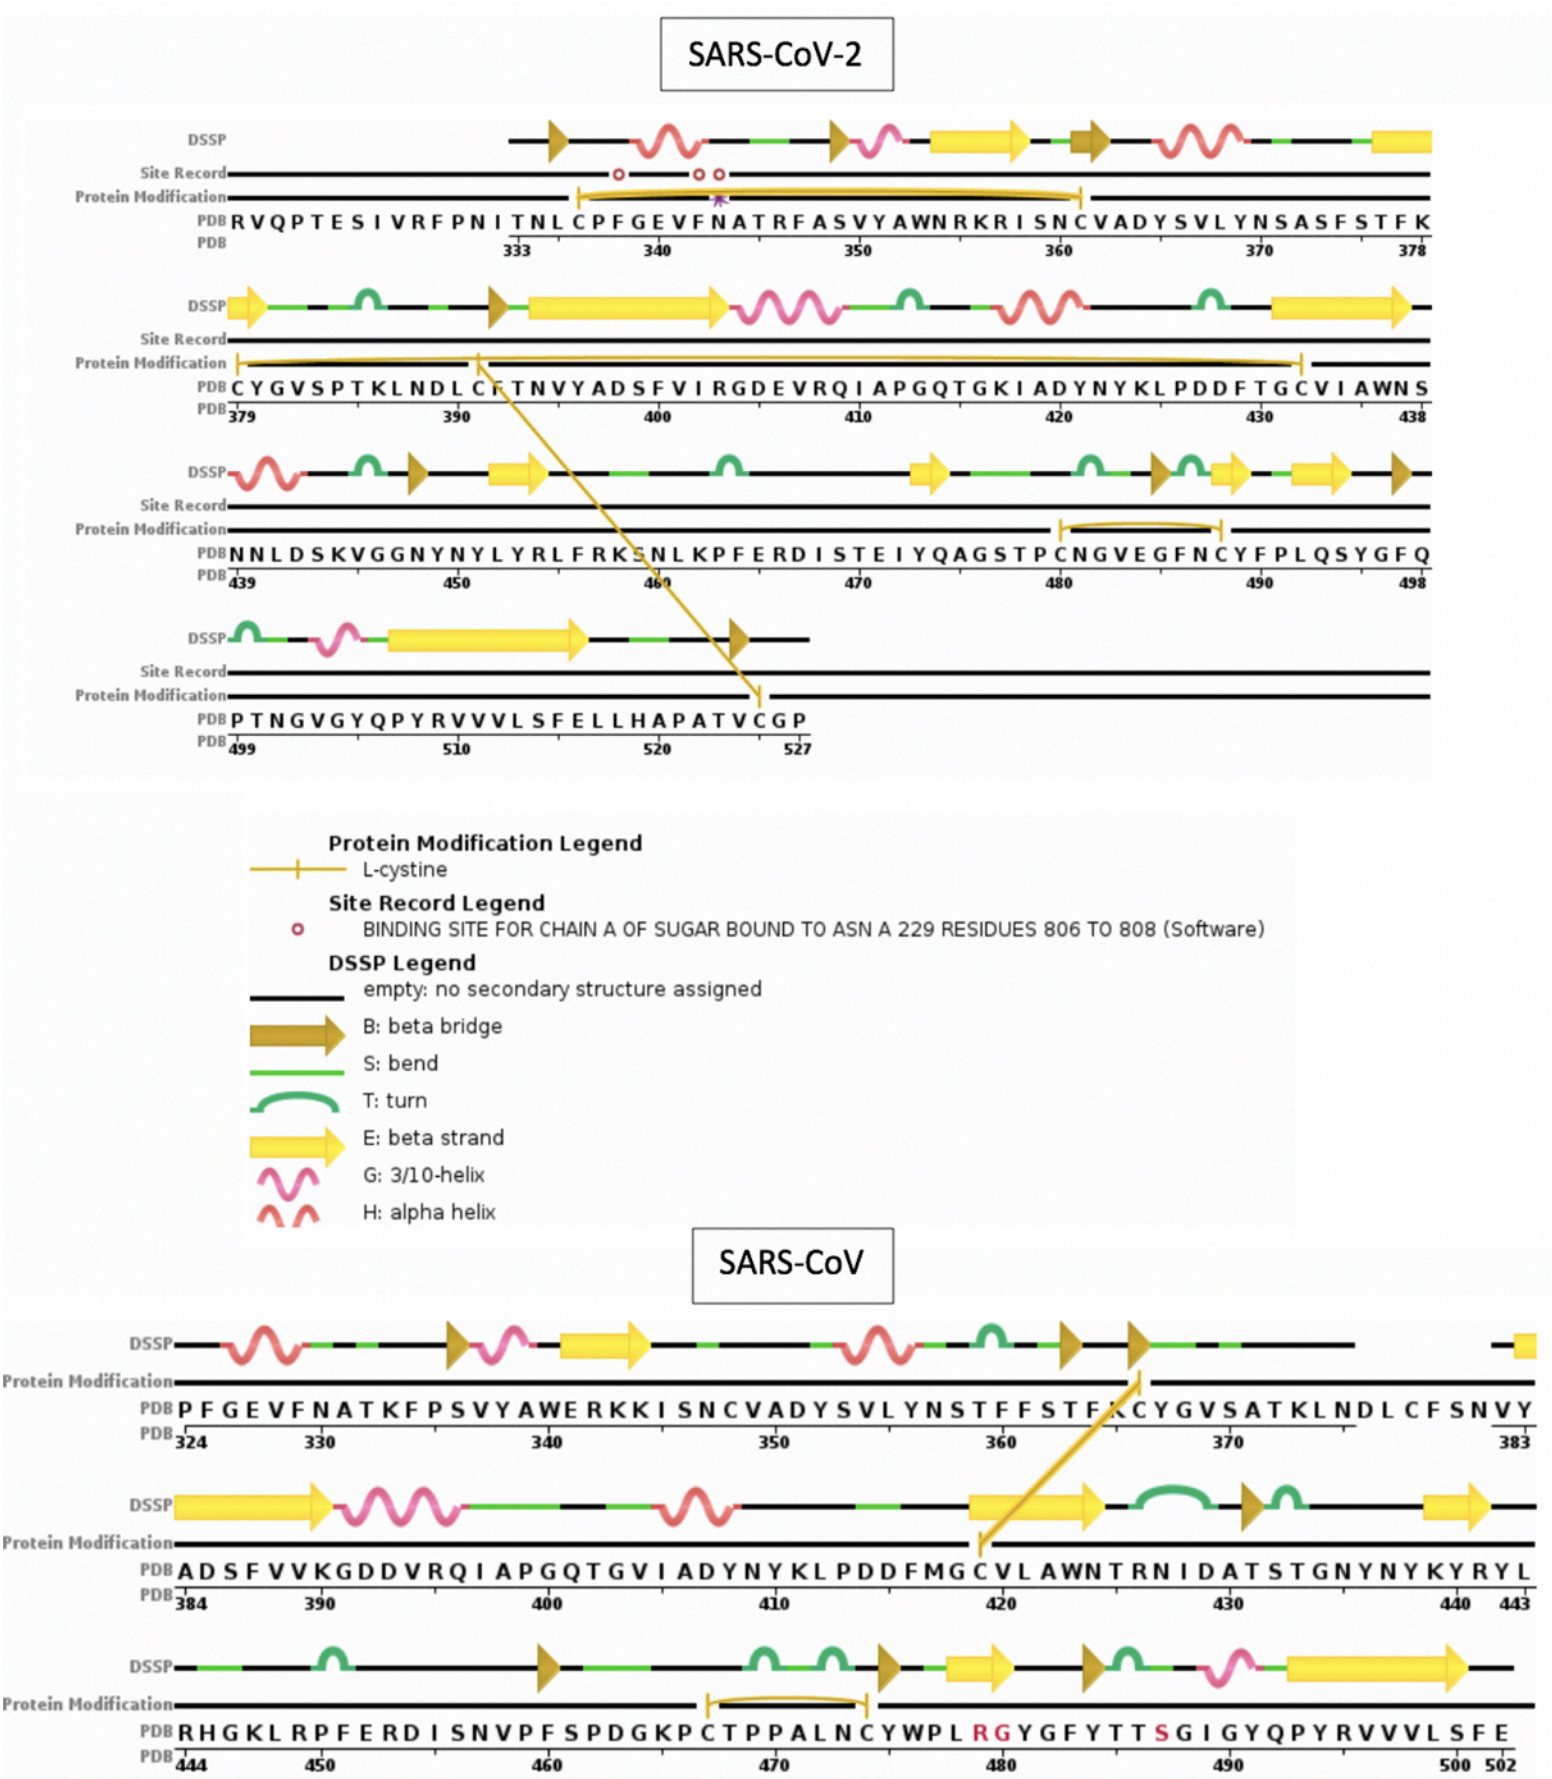 SARS-CoV-2
DSSP
Site Record
Protein Modification
PDB RVQPTESIVRFPNITNLCPFGEVFNATRFASVYAWNRKRISNCVADYSVLYNSASFSTFK
PDB 333 340 350 360 370 378
DSSP
Site Record
Protein Modification
PDB CYGVSPTKLNDLCFTNVYADSFVIRGDEVRQIAPGQTGKIADYNYKLPDDFTGCVIAWNS
PDB 379 390 400 410 420 430 438
DSSP
Site Record
Protein Modification
PDB NNLDSKVGGNYNYLYRLFRKSNLKPFERDISTEIYQAGSTPCNGVEGFNCYFPLQSYGFQ
PDB 439 450 460 470 480 490 498
DSSP
Site Record
Protein Modification
PDB PTNGVGYQPYRVVVLSFELLHAPATVCGP
PDB 499 510 520 527
Protein Modification Legend
L-cystine
Site Record Legend
BINDING SITE FOR CHAIN A OF SUGAR BOUND TO ASN A 229 RESIDUES 806 TO 808 (Software)
DSSP Legend
empty: no secondary structure assigned
B: beta bridge
S: bend
T: turn
E: beta strand
G: 3/10-helix
H: alpha helix
SARS-CoV
DSSP
Protein Modification
PDB PFGEVFNATKFPSVYAWERKKISNCVADYSVLYNSTFFSTFKCYGVSATKLNDLCFSNVY
PDB 324 330 340 350 360 370 383
DSSP
Protein Modification
PDB ADSFVVKGDDVRQIAPGQTGVIADYNYKLPDDFMGCVLAWNTRNIDATSTGNYNYKYRYL
PDB 384 390 400 410 420 430 440 443
DSSP
Protein Modification
PDB RHGKLRPFERDISNVPFSPDGKPCTPPALNCYWPLRGYGFYTTSGIGYQPYRVVVLSFE
PDB 444 450 460 470 480 490 500 502